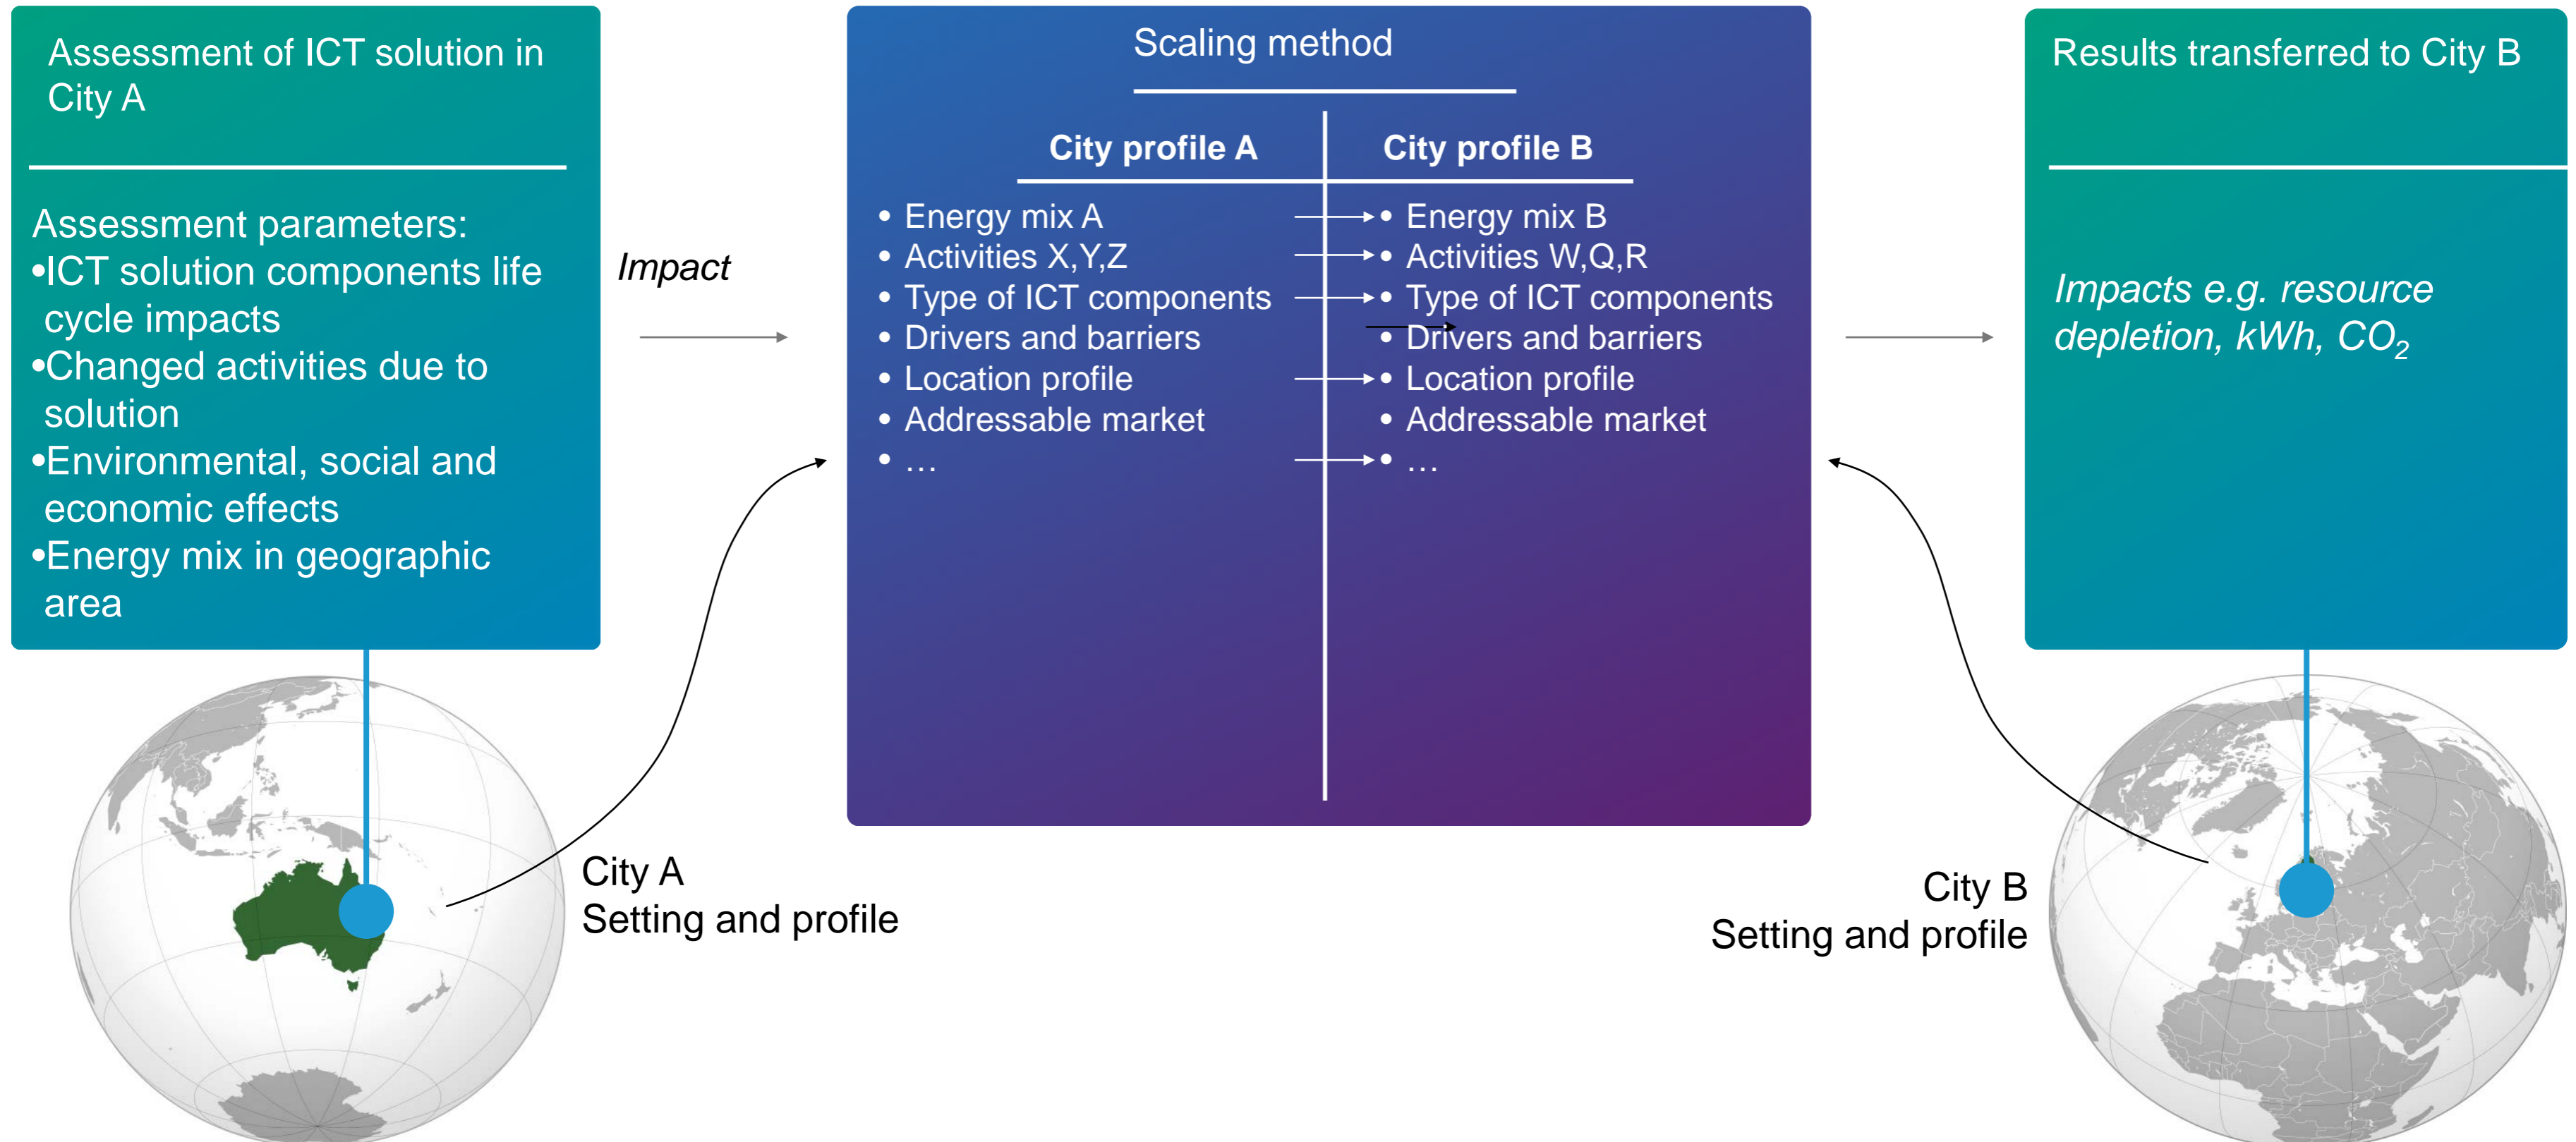 Assessment of ICT solution in
City A
Assessment parameters:
•ICT solution components life
cycle impacts
•Changed activities due to
solution
•Environmental, social and
economic effects
•Energy mix in geographic
area
Impact
Scaling method
City profile A
• Energy mix A
• Activities X,Y,Z
• Type of ICT components
• Drivers and barriers
• Location profile
• Addressable market
• …
City profile B
• Energy mix B
• Activities W,Q,R
• Type of ICT components
• Drivers and barriers
• Location profile
• Addressable market
• …
Results transferred to City B
Impacts e.g. resource
depletion, kWh, CO₂
City A
Setting and profile
City B
Setting and profile